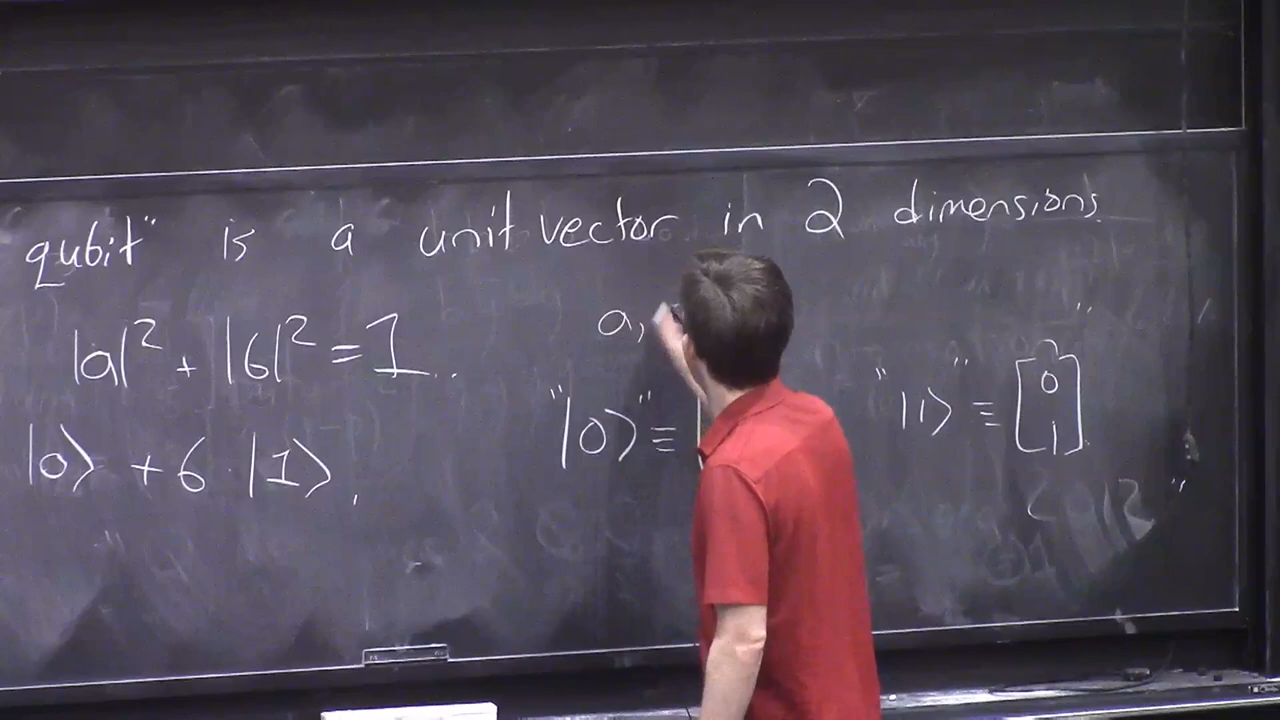 qubit" is a unit vector in 2 dimensions.
|a|² + |b|² = 1. a,
|0⟩ + b |1⟩, "|0⟩" ≡ [ "|1⟩" ≡ [0 1]